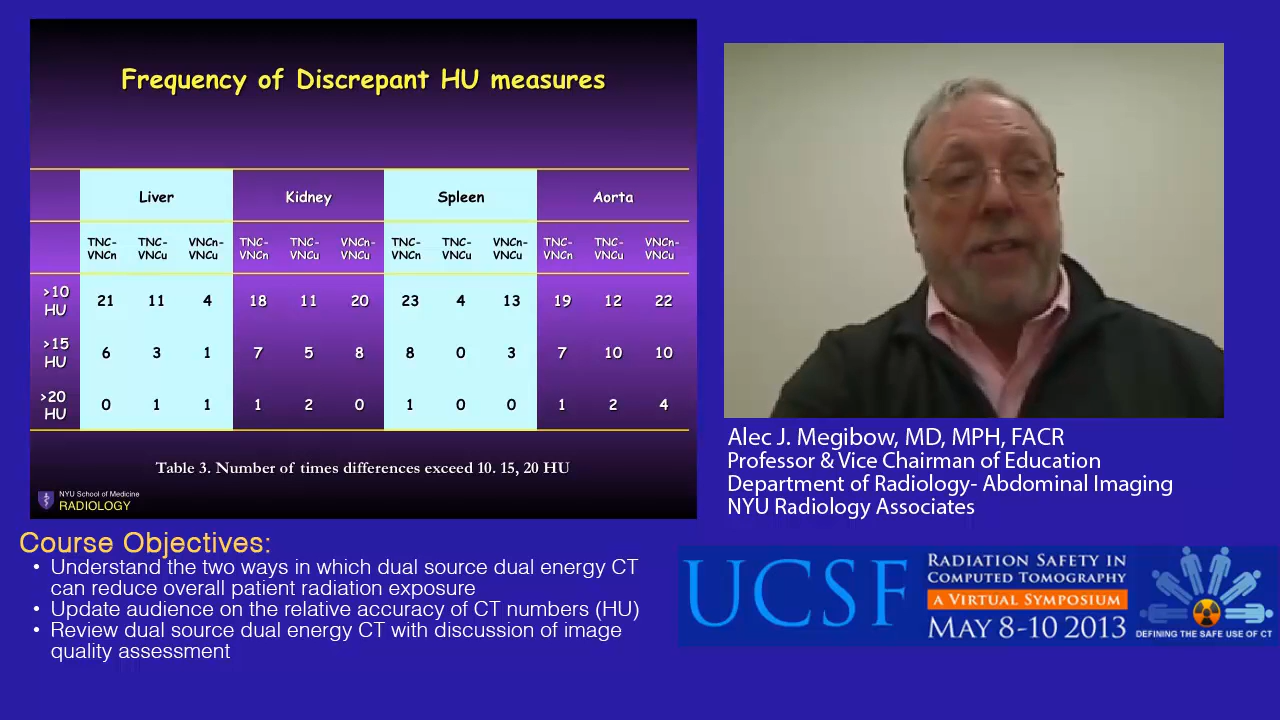 Frequency of Discrepant HU measures
Liver Kidney Spleen Aorta
TNC- TNC- VNCn- TNC- TNC- VNCn- TNC- TNC- VNCn- TNC- TNC- VNCn-
VNCn VNCu VNCu VNCn VNCu VNCu VNCn VNCu VNCu VNCn VNCu VNCu
>10 HU 21 11 4 18 11 20 23 4 13 19 12 22
>15 HU 6 3 1 7 5 8 8 0 3 7 10 10
>20 HU 0 1 1 1 2 0 1 0 0 1 2 4
Table 3. Number of times differences exceed 10. 15, 20 HU
NYU School of Medicine
RADIOLOGY
Alec J. Megibow, MD, MPH, FACR
Professor & Vice Chairman of Education
Department of Radiology- Abdominal Imaging
NYU Radiology Associates
Course Objectives:
• Understand the two ways in which dual source dual energy CT
can reduce overall patient radiation exposure
• Update audience on the relative accuracy of CT numbers (HU)
• Review dual source dual energy CT with discussion of image
quality assessment
UCSF
RADIATION SAFETY IN
COMPUTED TOMOGRAPHY
A VIRTUAL SYMPOSIUM
MAY 8-10 2013
DEFINING THE SAFE USE OF CT